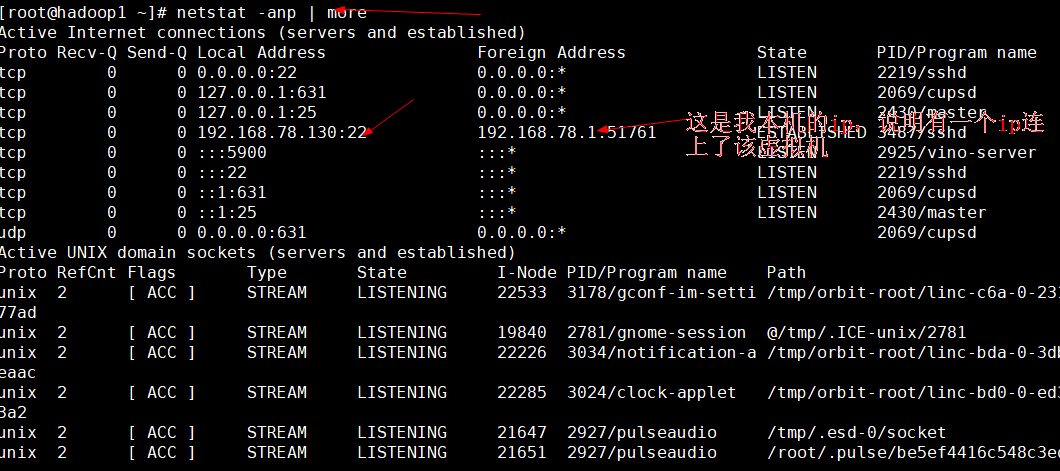 [root@hadoop1 ~]# netstat -anp | more
Active Internet connections (servers and established)
Proto Recv-Q Send-Q Local Address Foreign Address State PID/Program name
tcp 0 0 0.0.0.0:22 0.0.0.0:* LISTEN 2219/sshd
tcp 0 0 127.0.0.1:631 0.0.0.0:* LISTEN 2069/cupsd
tcp 0 0 127.0.0.1:25 0.0.0.0:* LISTEN 2430/master
tcp 0 0 192.168.78.130:22 192.168.78.1:51761 ESTABLISHED 3487/sshd
这是我本机的ip，说明有一个ip连
上了该虚拟机
tcp 0 0 :::5900 :::* LISTEN 2925/vino-server
tcp 0 0 :::22 :::* LISTEN 2219/sshd
tcp 0 0 ::1:631 :::* LISTEN 2069/cupsd
tcp 0 0 ::1:25 :::* LISTEN 2430/master
udp 0 0 0.0.0.0:631 0.0.0.0:* 2069/cupsd
Active UNIX domain sockets (servers and established)
Proto RefCnt Flags Type State I-Node PID/Program name Path
unix 2 [ ACC ] STREAM LISTENING 22533 3178/gconf-im-setti /tmp/orbit-root/linc-c6a-0-231
77ad
unix 2 [ ACC ] STREAM LISTENING 19840 2781/gnome-session @/tmp/.ICE-unix/2781
unix 2 [ ACC ] STREAM LISTENING 22226 3034/notification-a /tmp/orbit-root/linc-bda-0-3db
eaac
unix 2 [ ACC ] STREAM LISTENING 22285 3024/clock-applet /tmp/orbit-root/linc-bd0-0-ed3
3a2
unix 2 [ ACC ] STREAM LISTENING 21647 2927/pulseaudio /tmp/.esd-0/socket
unix 2 [ ACC ] STREAM LISTENING 21651 2927/pulseaudio /root/.pulse/be5ef4416c548c3ec